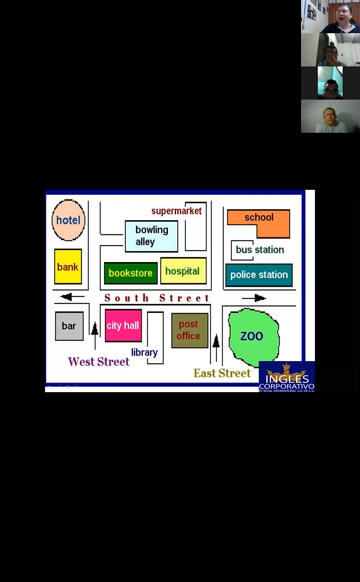 supermarket
hotel
school
bowling
alley
bus station
bank
bookstore
hospital
police station
South Street
bar
city hall
post
office
ZOO
library
West Street
East Street
INGLES
CORPORATIVO